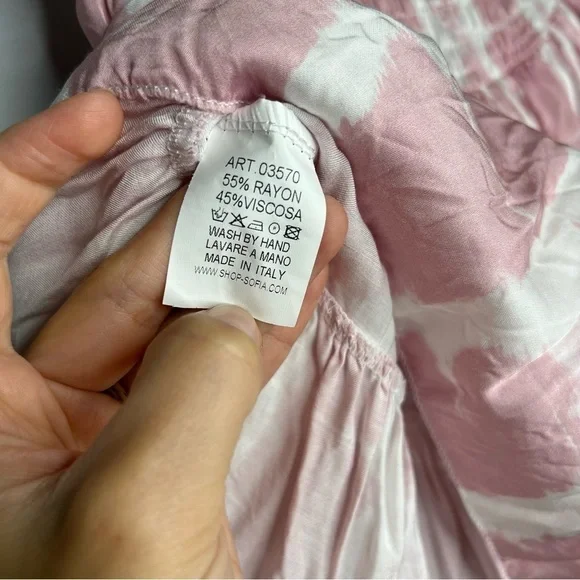 ART.03570
55% RAYON
45%VISCOSA
WASH BY HAND
LAVARE A MANO
MADE IN ITALY
WWW.SHOP-SOFIA.COM